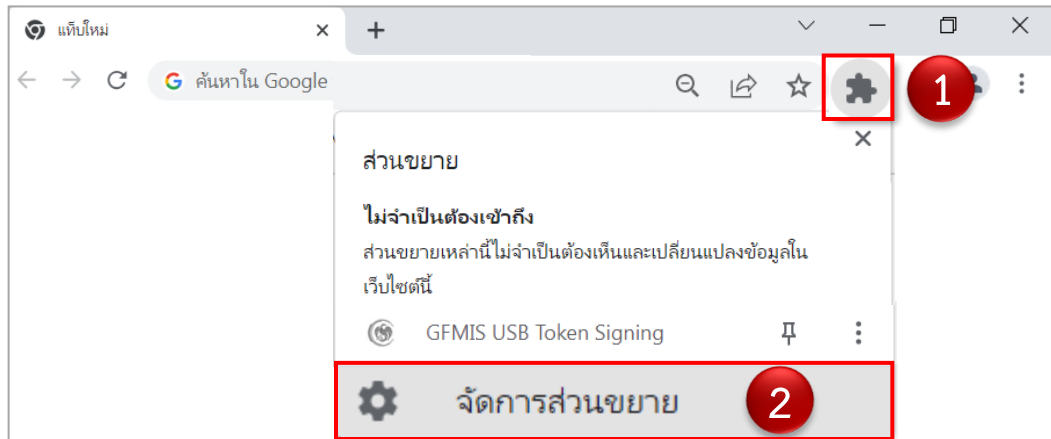 แท็บใหม่
ค้นหาใน Google
1
ส่วนขยาย
ไม่จำเป็นต้องเข้าถึง
ส่วนขยายเหล่านี้ไม่จำเป็นต้องเห็นและเปลี่ยนแปลงข้อมูลใน
เว็บไซต์นี้
GFMIS USB Token Signing
จัดการส่วนขยาย 2